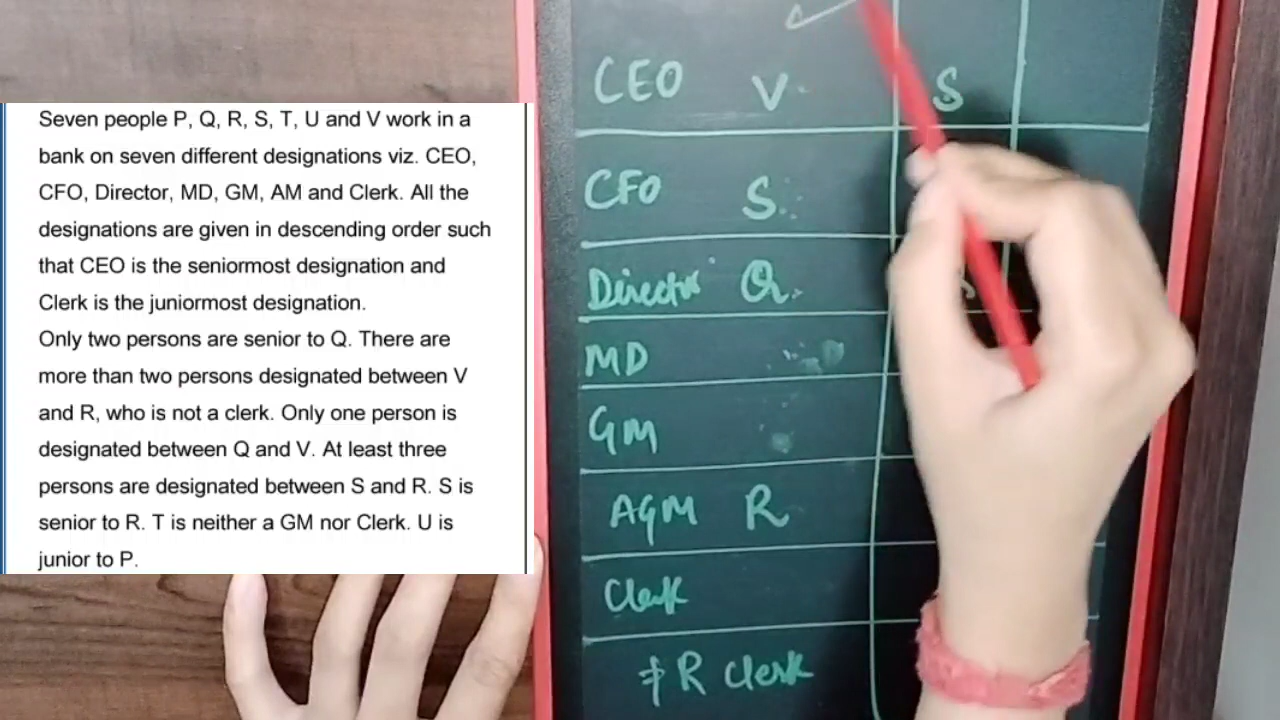 Seven people P, Q, R, S, T, U and V work in a
bank on seven different designations viz. CEO,
CFO, Director, MD, GM, AM and Clerk. All the
designations are given in descending order such
that CEO is the seniormost designation and
Clerk is the juniormost designation.
Only two persons are senior to Q. There are
more than two persons designated between V
and R, who is not a clerk. Only one person is
designated between Q and V. At least three
persons are designated between S and R. S is
senior to R. T is neither a GM nor Clerk. U is
junior to P.
CEO V S
CFO S
Director Q
MD
GM
AGM R
Clerk
≠ R Clerk